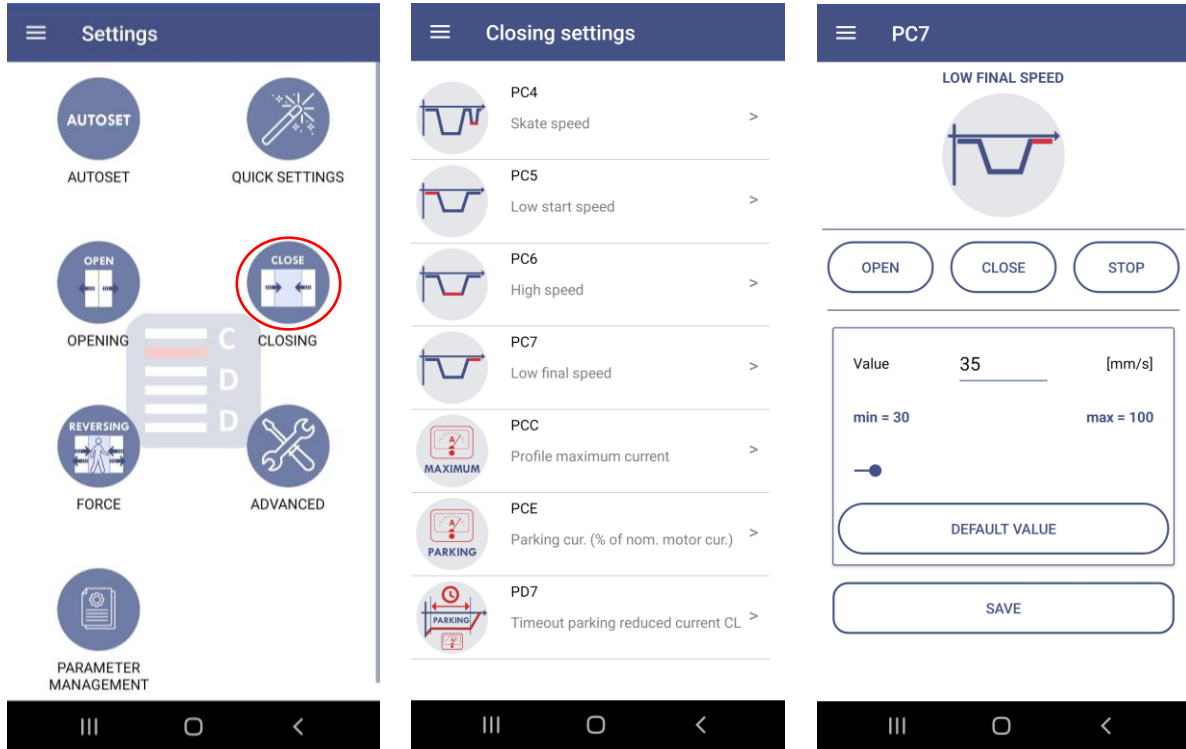 Settings
AUTOSET
AUTOSET
QUICK SETTINGS
OPEN
OPENING
CLOSE
CLOSING
C
D
D
REVERSING
FORCE
ADVANCED
PARAMETER
MANAGEMENT
Closing settings
PC4
Skate speed >
PC5
Low start speed >
PC6
High speed >
PC7
Low final speed >
MAXIMUM
PCC
Profile maximum current >
PARKING
PCE
Parking cur. (% of nom. motor cur.) >
PARKING
PD7
Timeout parking reduced current CL >
PC7
LOW FINAL SPEED
OPEN CLOSE STOP
Value 35 [mm/s]
min = 30 max = 100
DEFAULT VALUE
SAVE